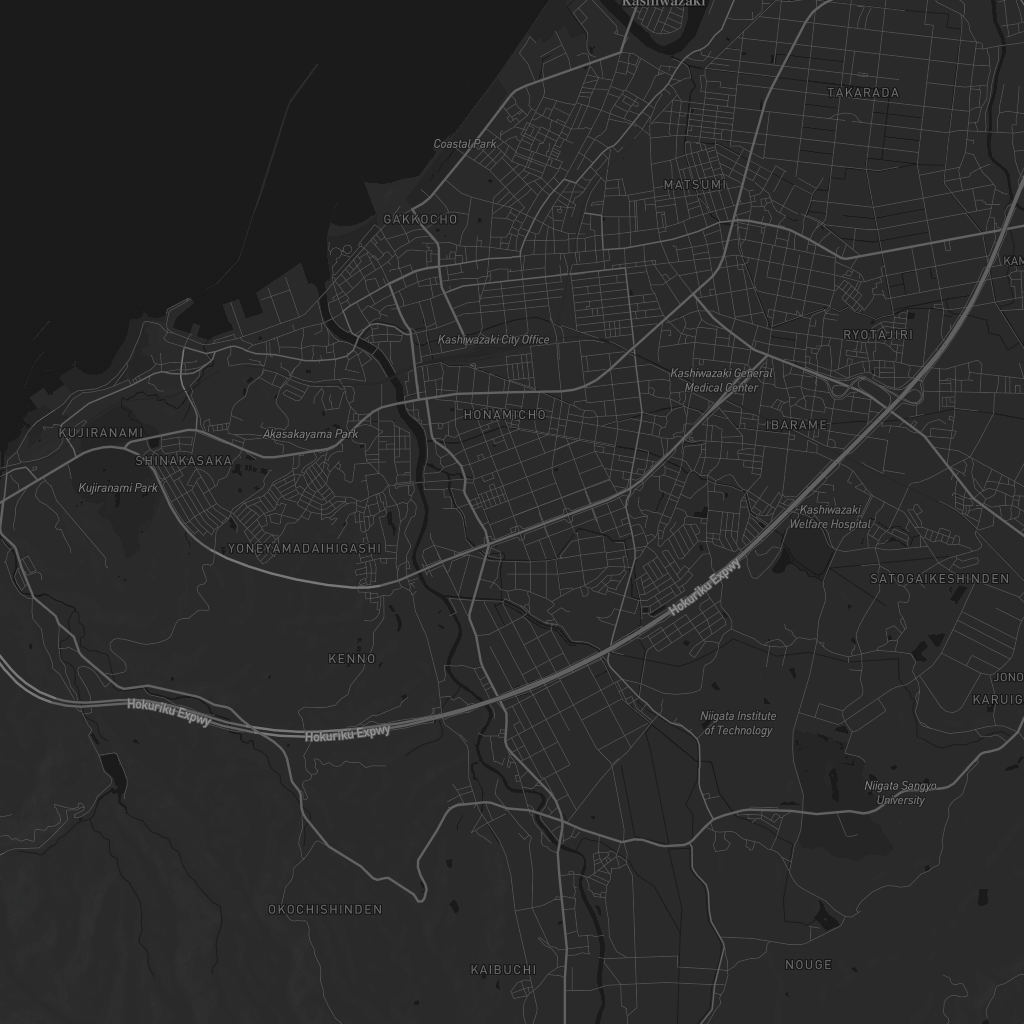 Kashiwazaki
TAKARADA
Coastal Park
MATSUMI
GAKKOCHO
KAM
RYOTAJIRI
Kashiwazaki City Office
Kashiwazaki General
Medical Center
HONAMICHO
IBARAME
KUJIRANAMI
Akasakayama Park
SHINAKASAKA
Kujiranami Park
Kashiwazaki
Welfare Hospital
YONEYAMADAIHIGASHI
SATOGAIKESHINDEN
Hokuriku Expwy
KENNO
JONO
KARUIG
Hokuriku Expwy
Niigata Institute
of Technology
Hokuriku Expwy
Niigata Sangyo
University
OKOCHISHINDEN
NOUGE
KAIBUCHI